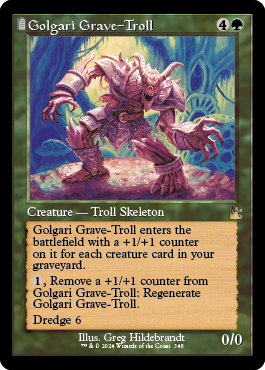 Golgari Grave-Troll 4
Creature — Troll Skeleton
Golgari Grave-Troll enters the
battlefield with a +1/+1 counter
on it for each creature card in your
graveyard.
1, Remove a +1/+1 counter from
Golgari Grave-Troll: Regenerate
Golgari Grave-Troll.
Dredge 6
Illus. Greg Hildebrandt
™ & © 2024 Wizards of the Coast 348
0/0